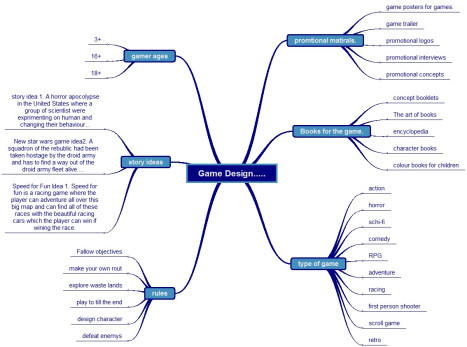 game posters for games.
game trailer
promtional matirals.
promotional logos
promotional interviews
promotional concepts
3+
16+
18+
gamer ages
concept booklets
The art of books
Books for the game.
encyclopedia
character books
colour books for children
story idea 1. A horror apocolypse
in the United States where a
group of scientist were
exprimenting on human and
changing their behaviour...
New star wars game idea2. A
squadron of the rebublic had been
taken hostage by the droid army
and has to find a way out of the
droid army fleet alive....
story ideas
Speed for Fun Idea 1. Speed for
fun is a racing game where the
player can adventure all over this
big map and can find all of these
races with the beautiful racing
cars which the player can win if
wining the race.
Game Design.....
action
horror
schi-fi
comedy
RPG
type of game
adventure
racing
first person shooter
scroll game
retro
Fallow objectives
make your own rout
explore waste lands
rules
play to till the end
design character
defeat enemys